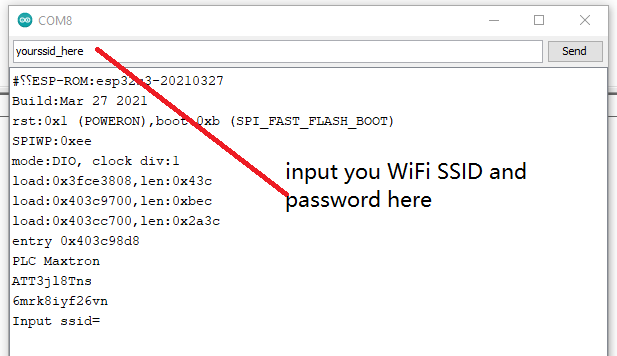 COM8
yourssid_here
Send
#⸮⸮ESP-ROM:esp32c3-20210327
Build:Mar 27 2021
rst:0x1 (POWERON),boot:0xb (SPI_FAST_FLASH_BOOT)
SPIWP:0xee
mode:DIO, clock div:1
load:0x3fce3808,len:0x43c
load:0x403c9700,len:0xbec
load:0x403cc700,len:0x2a3c
entry 0x403c98d8
PLC Maxtron
ATT3jl8Tns
6mrk8iyf26vn
Input ssid=
input you WiFi SSID and
password here